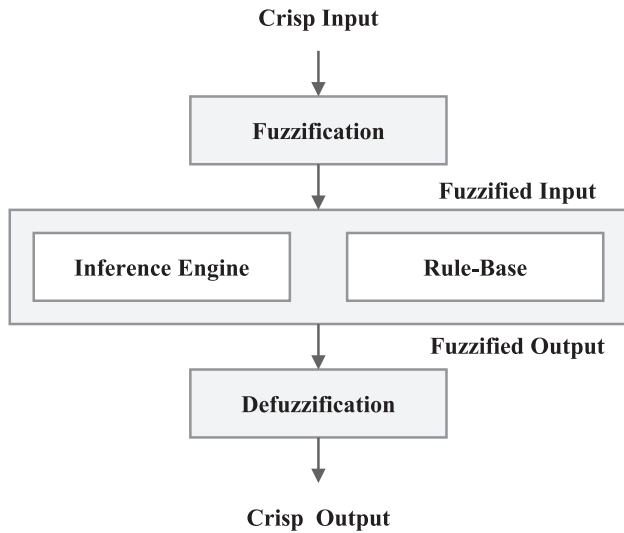 Crisp Input
Fuzzification
Fuzzified Input
Inference Engine
Rule-Base
Fuzzified Output
Defuzzification
Crisp Output